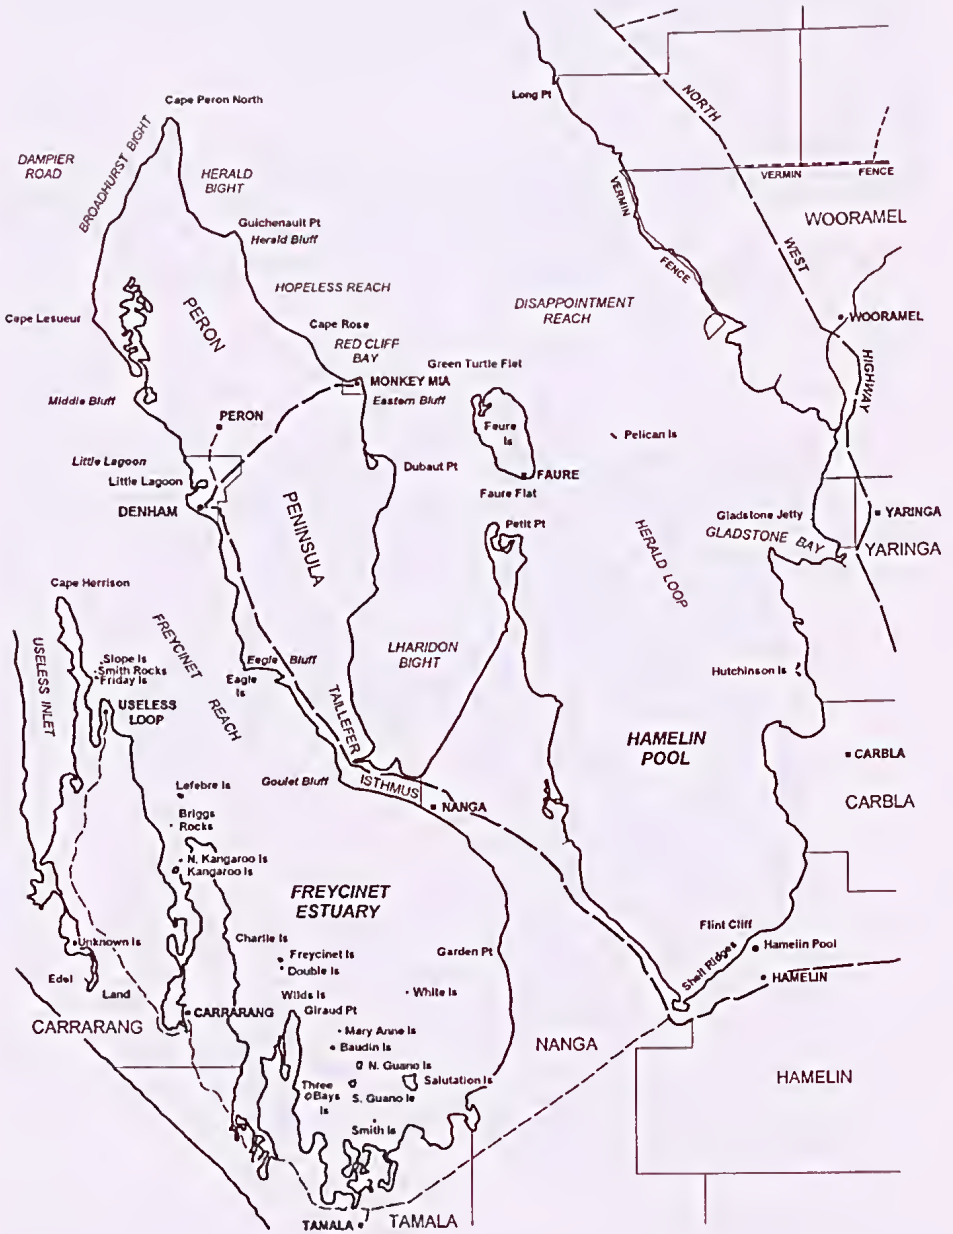 Cape Peron North
Long Pt
NORTH
DAMPIER
ROAD
BROADHURST BIGHT
HERALD
BIGHT
VERMIN
FENCE
VERMIN
FENCE
WOORAMEL
Guichenault Pt
Herald Bluff
WEST
HOPELESS REACH
DISAPPOINTMENT
REACH
PERON
Cape Lesueur
Cape Rose
RED CLIFF
BAY
WOORAMEL
HIGHWAY
Green Turtle Flat
MONKEY MIA
Eastern Bluff
Middle Bluff
PERON
Faure
Is
Pelican Is
Little Lagoon
Little Lagoon
Dubaut Pt
FAURE
Faure Flat
DENHAM
PENINSULA
Petit Pt
Gladstone Jetty
GLADSTONE BAY
YARINGA
YARINGA
HERALD LOOP
Cape Herrison
FREYCINET
REACH
USELESS INLET
Slope Is
Smith Rocks
Friday Is
Eagle Bluff
Eagle
Is
LHARIDON
BIGHT
Hutchinson Is
USELESS
LOOP
TAILLEFER
ISTHMUS
HAMELIN
POOL
CARBLA
CARBLA
Goulet Bluff
Lefebre Is
NANGA
Briggs
Rocks
N. Kangaroo Is
Kangaroo Is
FREYCINET
ESTUARY
Flint Cliff
Charlie Is
Unknown Is
Garden Pt
Hamelin Pool
Freycinet Is
Double Is
Shell Ridges
HAMELIN
Edel
Land
Wilds Is
White Is
CARRARANG
Giraud Pt
CARRARANG
Mary Anne Is
Baudin Is
NANGA
N. Guano Is
HAMELIN
Salutation Is
Three
Bays
Is
S. Guano Is
Smith Is
TAMALA
TAMALA